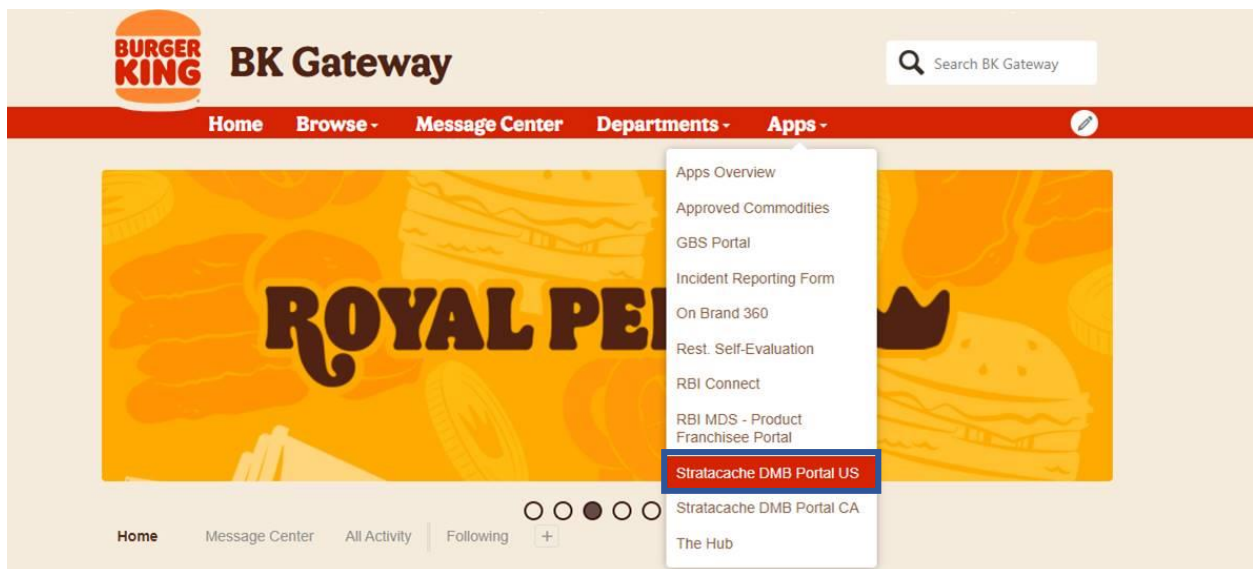 BURGER
KING
BK Gateway
Search BK Gateway
Home Browse Message Center Departments Apps
Apps Overview
Approved Commodities
GBS Portal
Incident Reporting Form
On Brand 360
Rest. Self-Evaluation
RBI Connect
RBI MDS - Product
Franchisee Portal
Stratacache DMB Portal US
Stratacache DMB Portal CA
The Hub
ROYAL
Home Message Center All Activity Following +